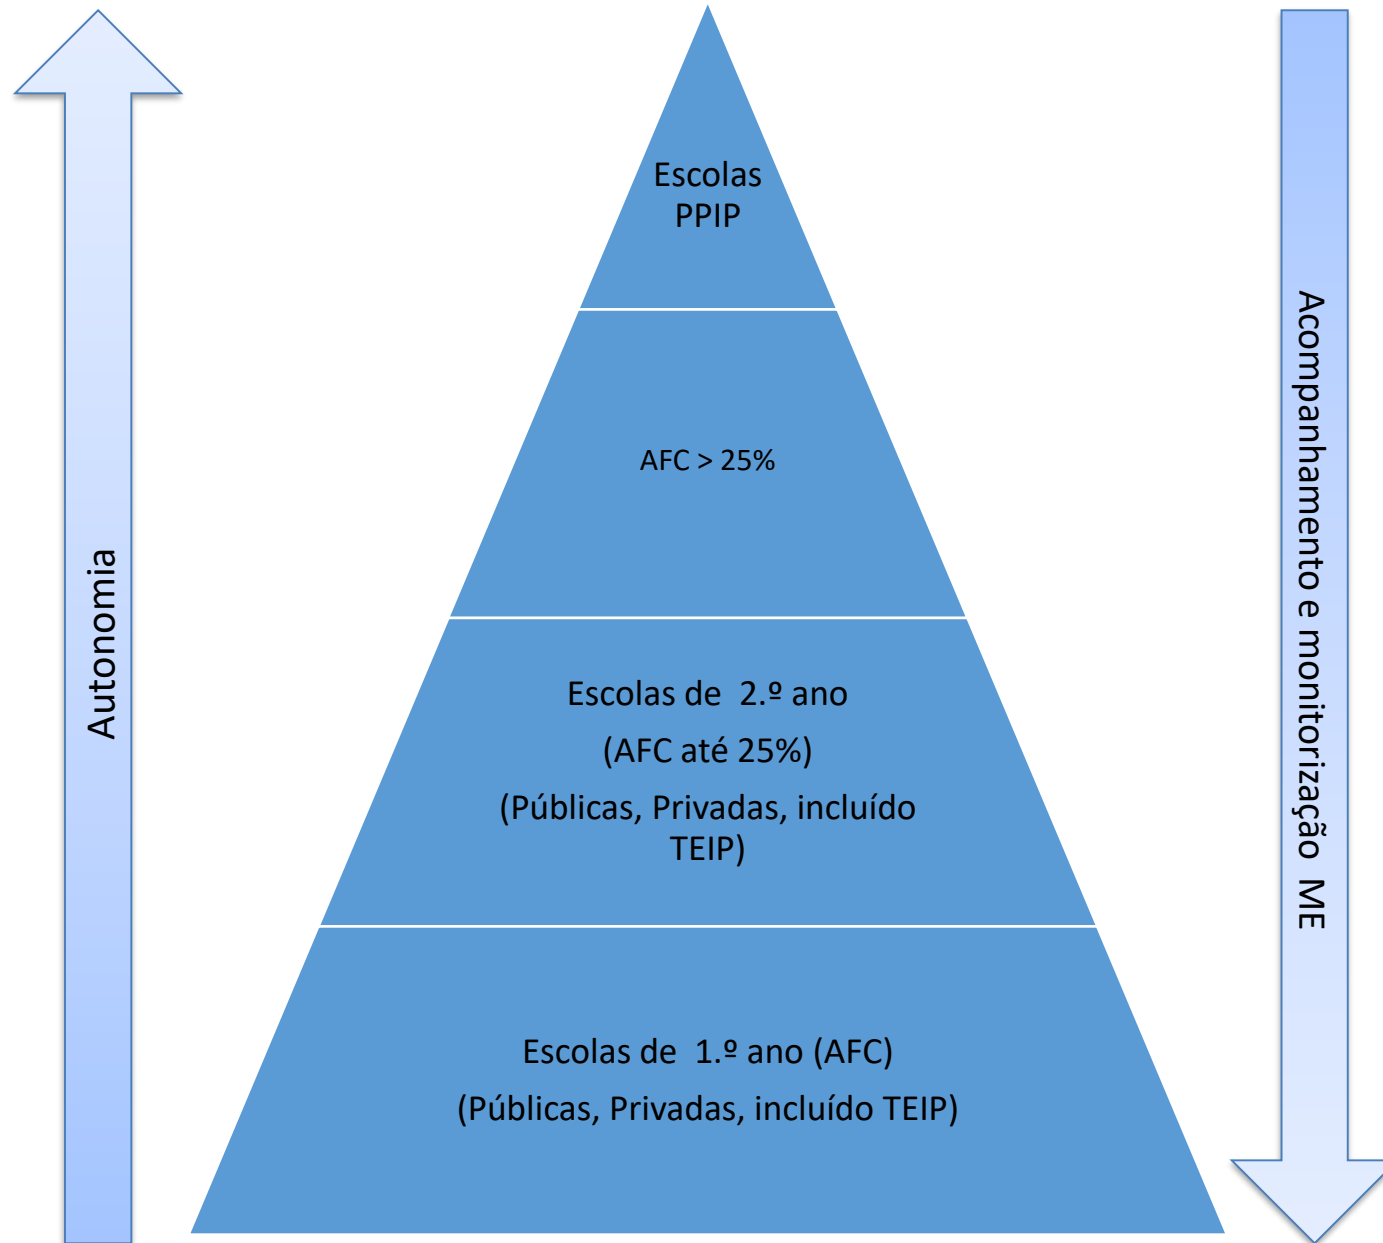 Escolas
PPIP
AFC > 25%
Escolas de 2.º ano
(AFC até 25%)
(Públicas, Privadas, incluído
TEIP)
Escolas de 1.º ano (AFC)
(Públicas, Privadas, incluído TEIP)
Autonomia
Acompanhamento e monitorização ME